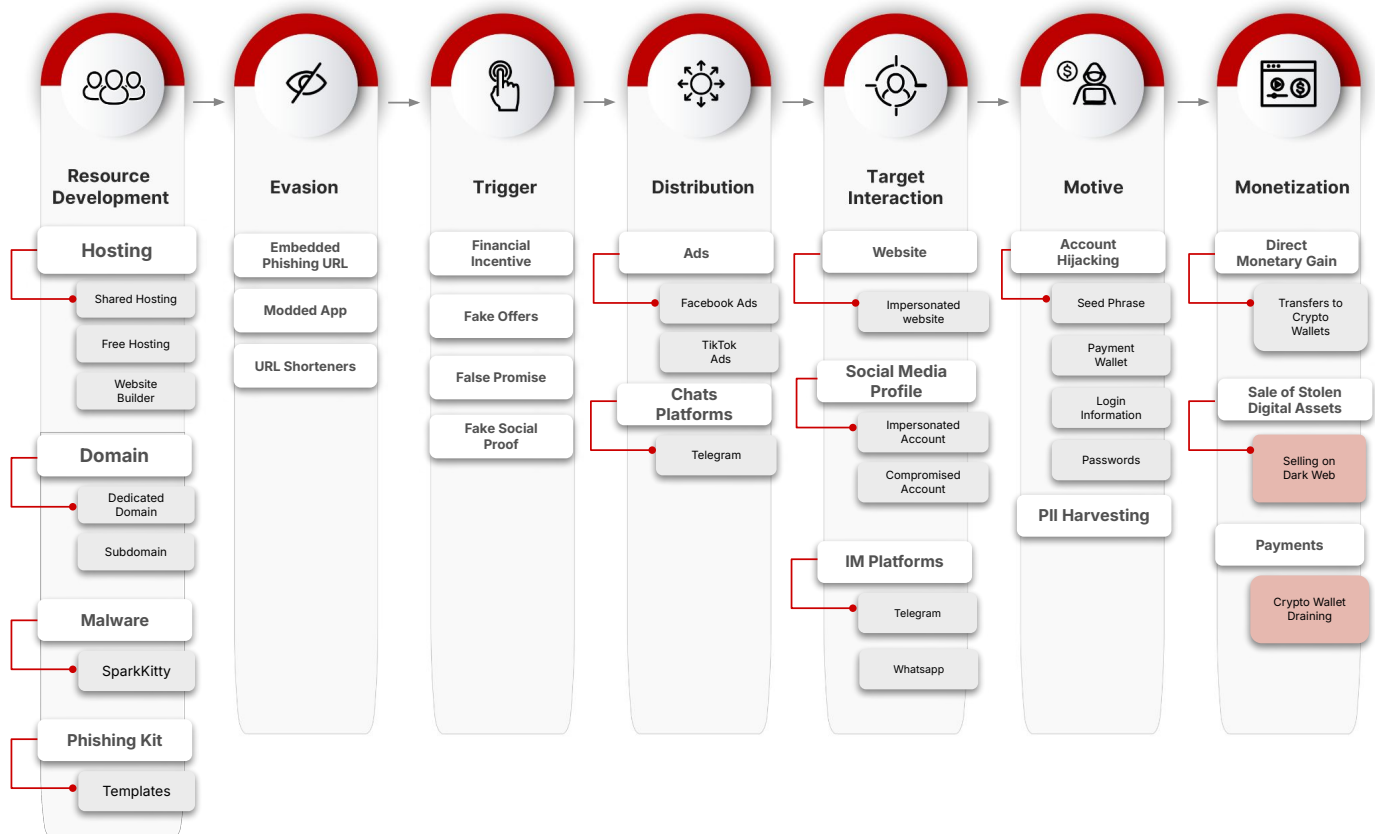 Resource
Development
Hosting
Shared Hosting
Free Hosting
Website
Builder
Domain
Dedicated
Domain
Subdomain
Malware
SparkKitty
Phishing Kit
Templates
Evasion
Embedded
Phishing URL
Modded App
URL Shorteners
Trigger
Financial
Incentive
Fake Offers
False Promise
Fake Social
Proof
Distribution
Ads
Facebook Ads
TikTok
Ads
Chats
Platforms
Telegram
Target
Interaction
Website
Impersonated
website
Social Media
Profile
Impersonated
Account
Compromised
Account
IM Platforms
Telegram
Whatsapp
Motive
Account
Hijacking
Seed Phrase
Payment
Wallet
Login
Information
Passwords
PII Harvesting
Monetization
Direct
Monetary Gain
Transfers to
Crypto
Wallets
Sale of Stolen
Digital Assets
Selling on
Dark Web
Payments
Crypto Wallet
Draining